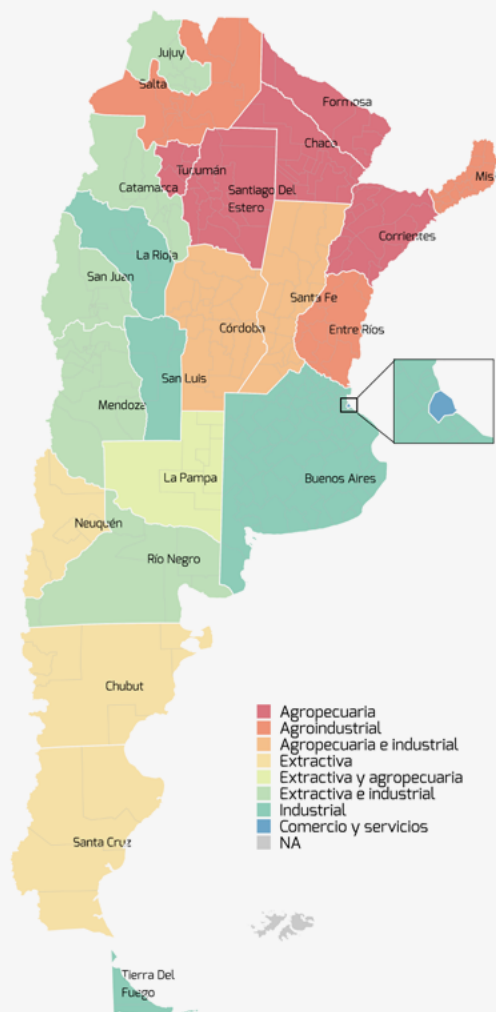 Jujuy
Salta
Formosa
Chaco
Tucumán
Catamarca
Santiago Del
Estero
Mis
Corrientes
La Rioja
San Juan
Santa Fe
Córdoba
Entre Ríos
San Luis
Mendoza
La Pampa
Buenos Aires
Neuquén
Río Negro
Chubut
Agropecuaria
Agroindustrial
Agropecuaria e industrial
Extractiva
Extractiva y agropecuaria
Extractiva e industrial
Industrial
Comercio y servicios
NA
Santa Cruz
Tierra Del
Fuego